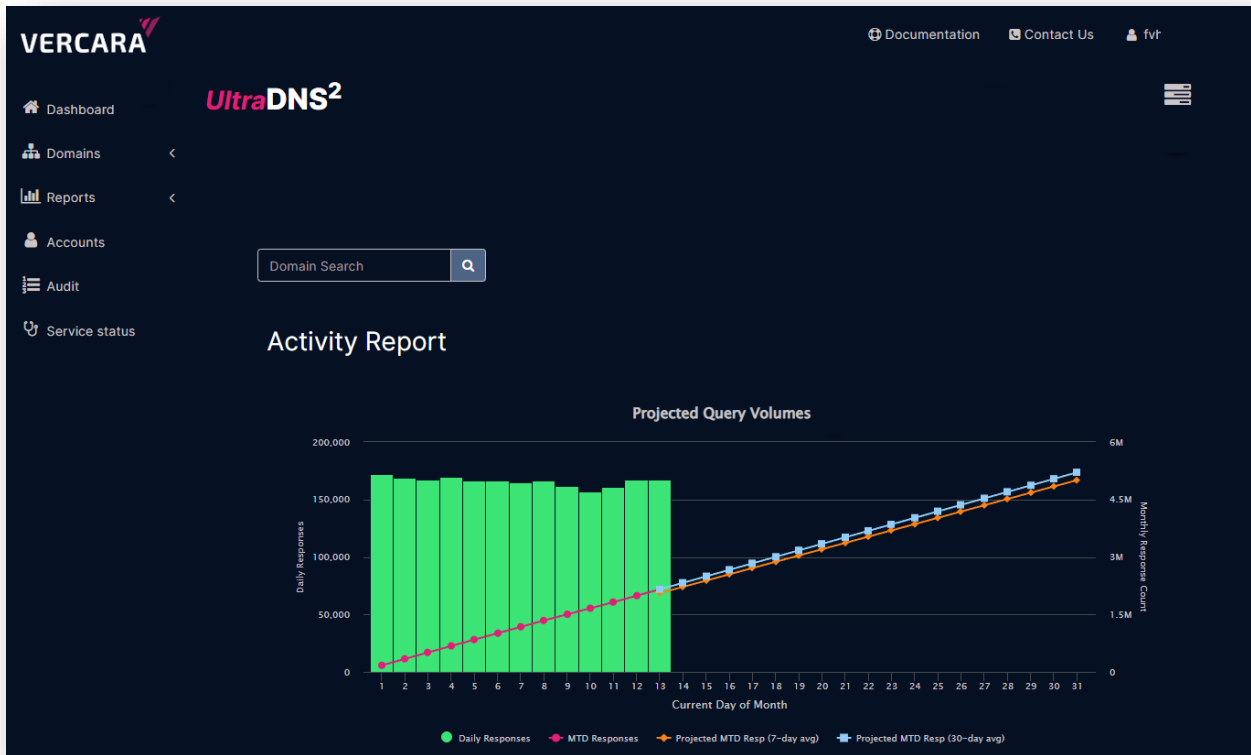 VERCARA
Documentation
Contact Us
fvh
UltraDNS²
Dashboard
Domains
Reports
Accounts
Audit
Service status
Domain Search
Activity Report
Projected Query Volumes
200,000
150,000
100,000
50,000
0
Daily Responses
6M
4.5M
3M
1.5M
0
Monthly Response Count
1 2 3 4 5 6 7 8 9 10 11 12 13 14 15 16 17 18 19 20 21 22 23 24 25 26 27 28 29 30 31
Current Day of Month
Daily Responses MTD Responses Projected MTD Resp (7-day avg) Projected MTD Resp (30-day avg)